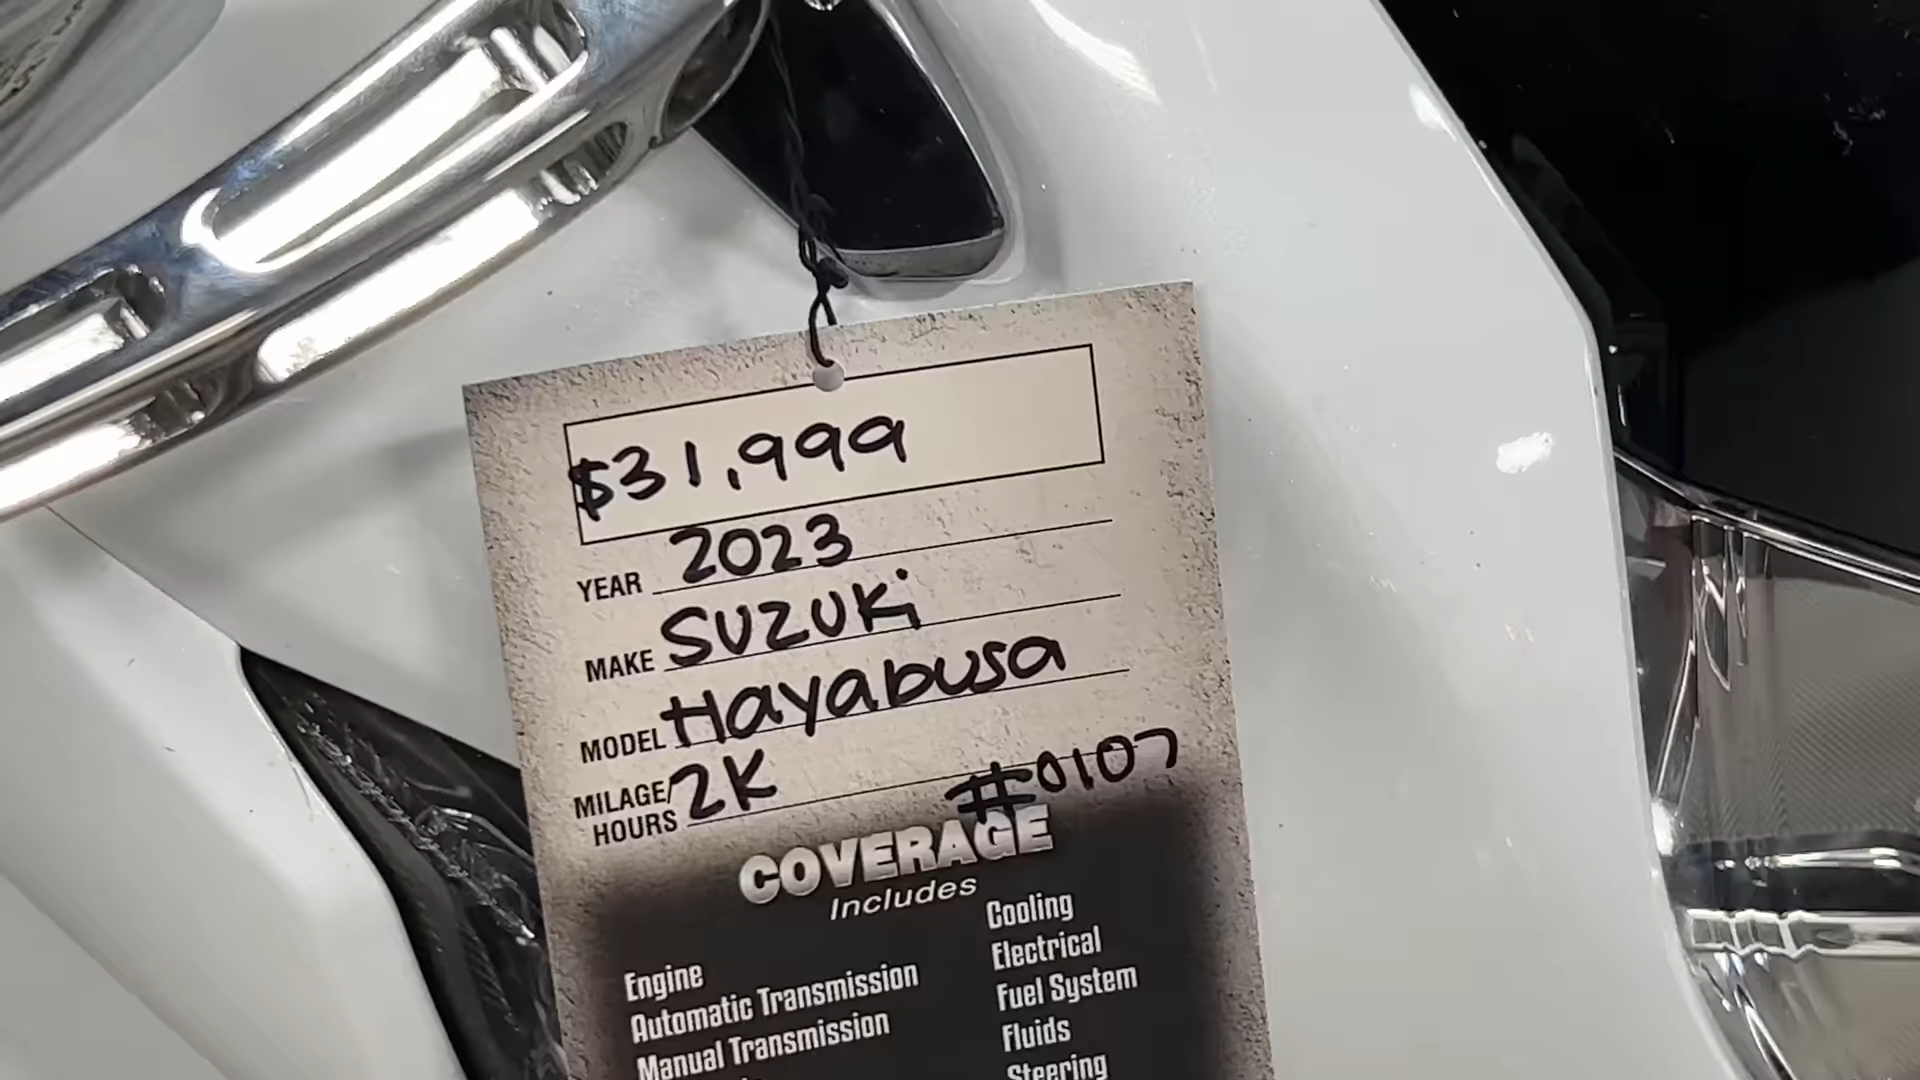 $31,999
YEAR 2023
MAKE SUZUKi
MODEL Hayabusa
MILAGE/HOURS 2K #0107
COVERAGE
Includes
Engine
Automatic Transmission
Manual Transmission
Cooling
Electrical
Fuel System
Fluids
Steering